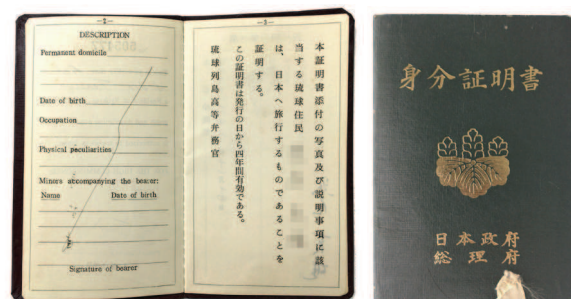 —2—
DESCRIPTION
Permanent domicile
Date of birth
Occupation
Physical peculiarities
Minors accompanying the bearer:
Name Date of birth
Signature of bearer
—3—
本証明書添付の写真及び説明事項に該
当する琉球住民
は、日本へ旅行するものであることを
証明する。
この証明書は発行の日から四年間有効である。
琉球列島高等弁務官
身分証明書
日本政府
総理府